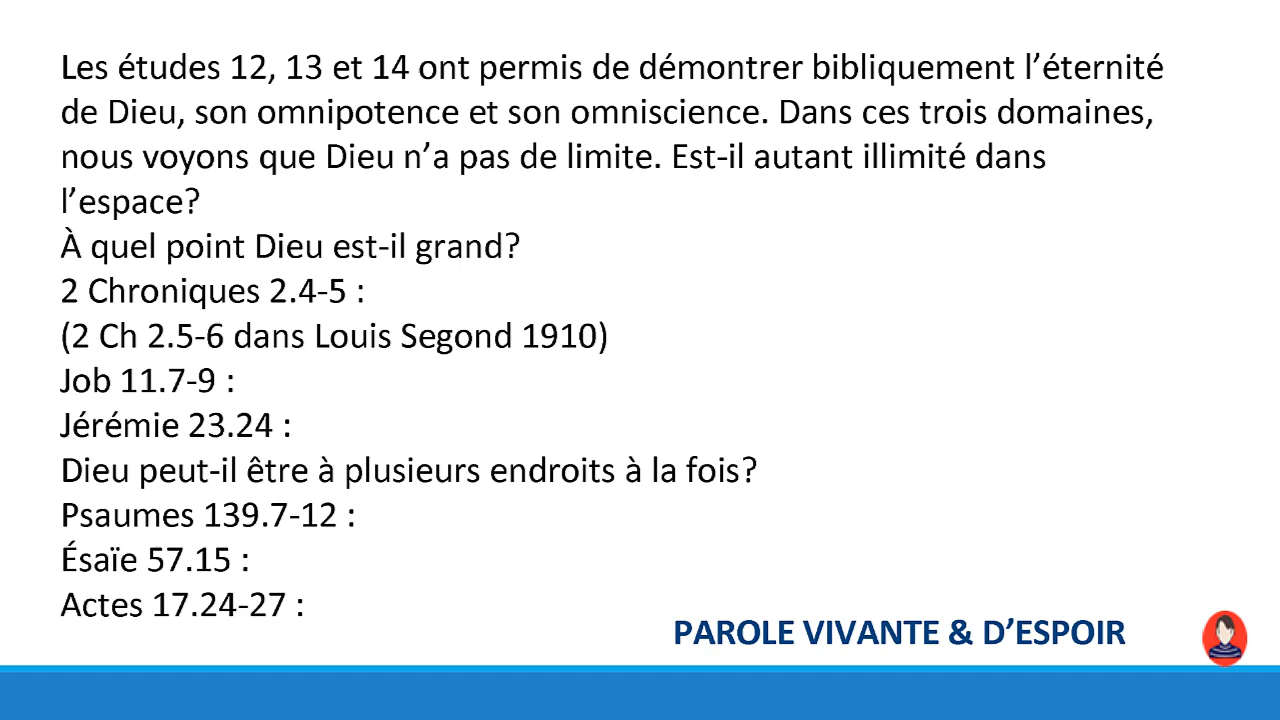 Les études 12, 13 et 14 ont permis de démontrer bibliquement l’éternité
de Dieu, son omnipotence et son omniscience. Dans ces trois domaines,
nous voyons que Dieu n’a pas de limite. Est-il autant illimité dans
l’espace?
À quel point Dieu est-il grand?
2 Chroniques 2.4-5 :
(2 Ch 2.5-6 dans Louis Segond 1910)
Job 11.7-9 :
Jérémie 23.24 :
Dieu peut-il être à plusieurs endroits à la fois?
Psaumes 139.7-12 :
Ésaïe 57.15 :
Actes 17.24-27 :
PAROLE VIVANTE & D’ESPOIR